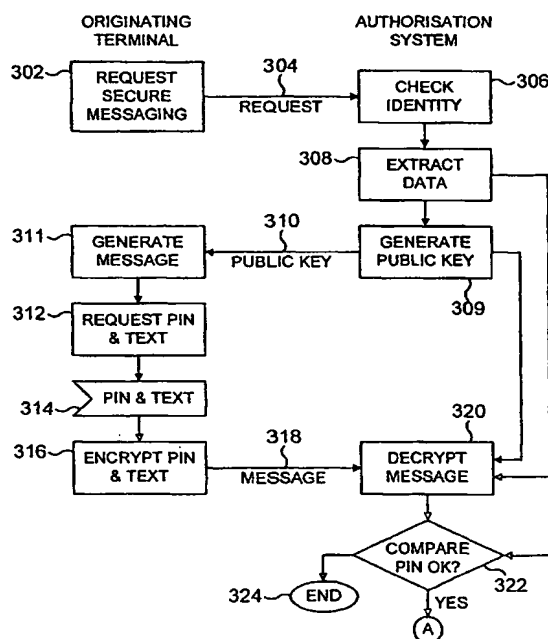 ORIGINATING
TERMINAL
AUTHORISATION
SYSTEM
302
REQUEST
SECURE
MESSAGING
304
REQUEST
CHECK
IDENTITY
306
308
EXTRACT
DATA
311
GENERATE
MESSAGE
310
PUBLIC KEY
GENERATE
PUBLIC KEY
309
312
REQUEST PIN
& TEXT
314
PIN & TEXT
316
ENCRYPT PIN
& TEXT
318
MESSAGE
320
DECRYPT
MESSAGE
COMPARE
PIN OK?
322
324
END
YES
A